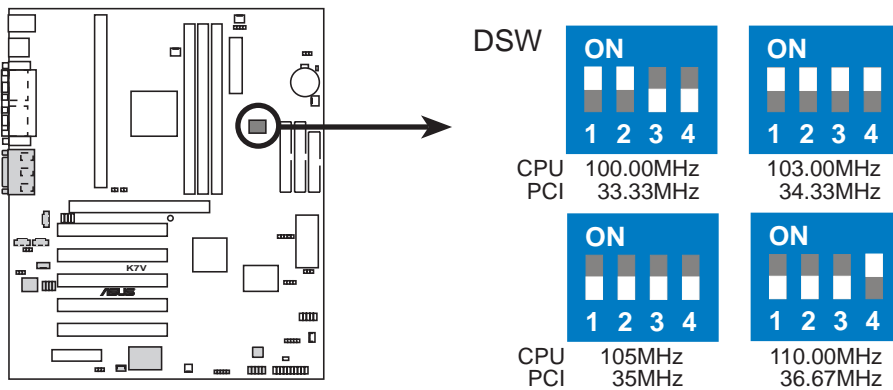 DSW
ON
1 2 3 4
CPU 100.00MHz
PCI 33.33MHz
ON
1 2 3 4
103.00MHz
34.33MHz
K7V
ASUS
ON
1 2 3 4
CPU 105MHz
PCI 35MHz
ON
1 2 3 4
110.00MHz
36.67MHz